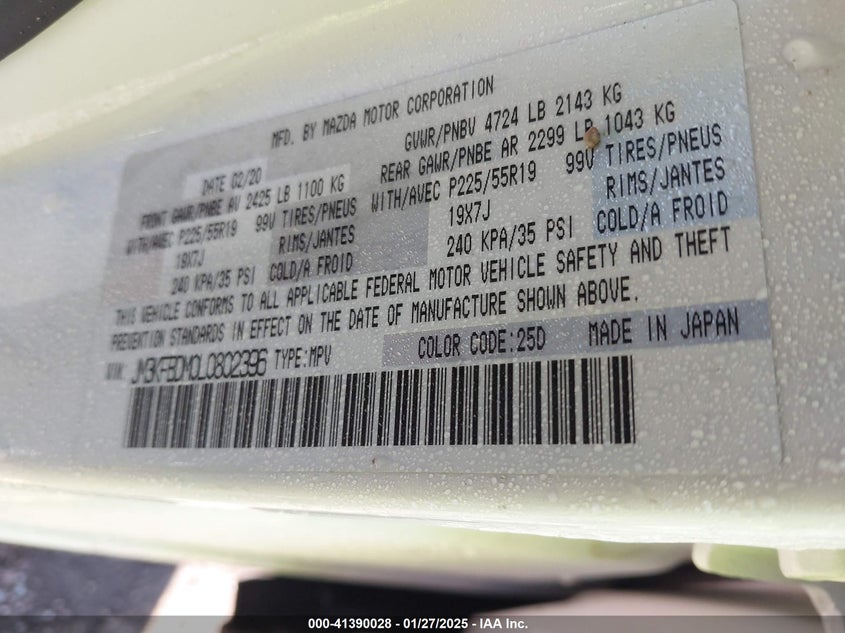 MFD. BY MAZDA MOTOR CORPORATION
DATE 02/20
GVWR/PNBV 4724 LB 2143 KG
FRONT GAWR/PNBE AV 2425 LB 1100 KG
REAR GAWR/PNBE AR 2299 LB 1043 KG
WITH/AVEC P225/55R19 99V TIRES/PNEUS
WITH/AVEC P225/55R19 99V TIRES/PNEUS
19X7J RIMS/JANTES
19X7J RIMS/JANTES
240 KPA/35 PSI COLD/A FROID
240 KPA/35 PSI COLD/A FROID
THIS VEHICLE CONFORMS TO ALL APPLICABLE FEDERAL MOTOR VEHICLE SAFETY AND THEFT
PREVENTION STANDARDS IN EFFECT ON THE DATE OF MANUFACTURE SHOWN ABOVE.
VIN: JM3KFBDM0L0802396 TYPE:MPV COLOR CODE:25D MADE IN JAPAN
000-41390028 - 01/27/2025 - IAA Inc.